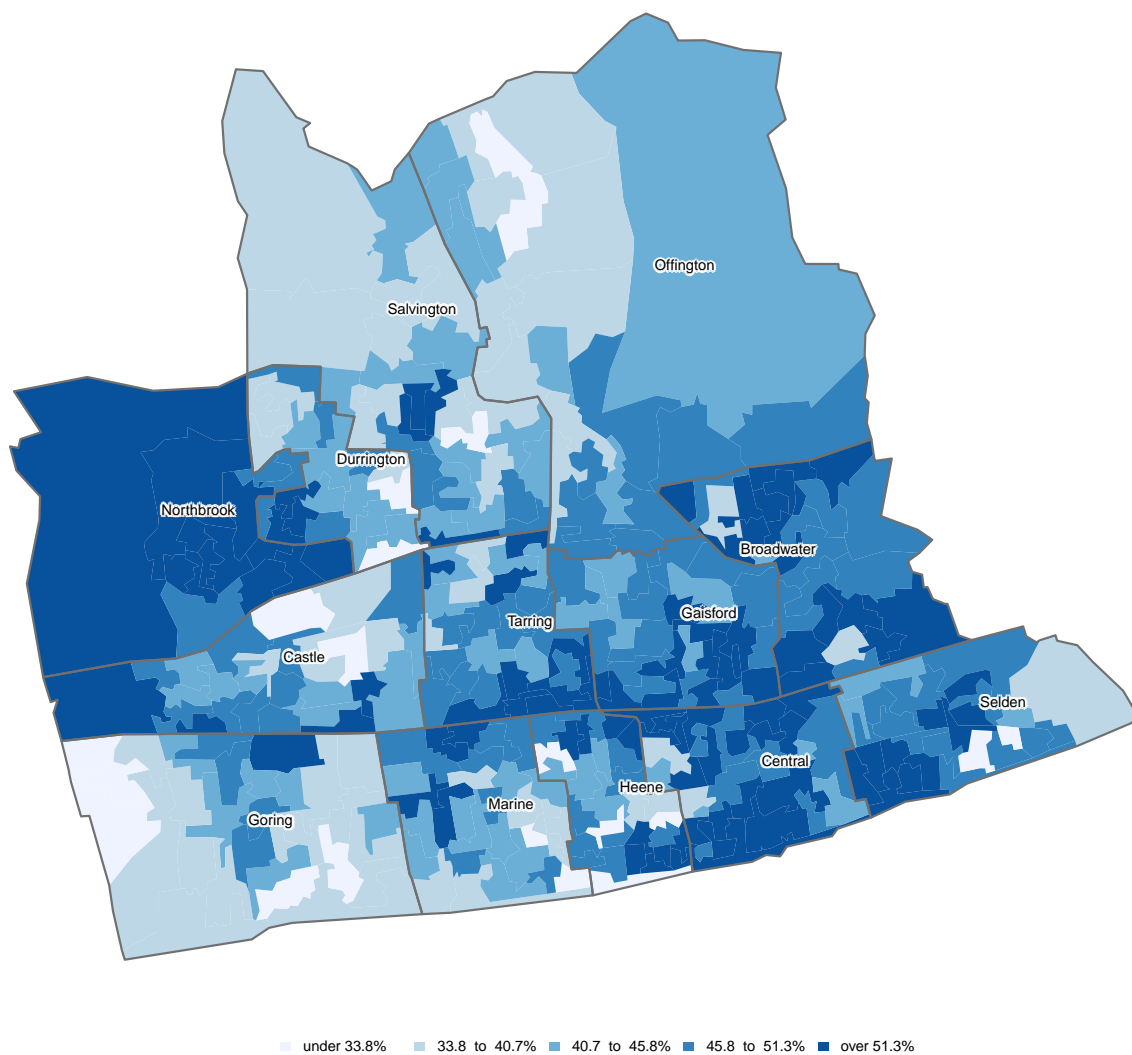 Offington
Salvington
Durrington
Northbrook
Broadwater
Gaisford
Tarring
Castle
Selden
Central
Heene
Marine
Goring
under 33.8% 33.8 to 40.7% 40.7 to 45.8% 45.8 to 51.3% over 51.3%